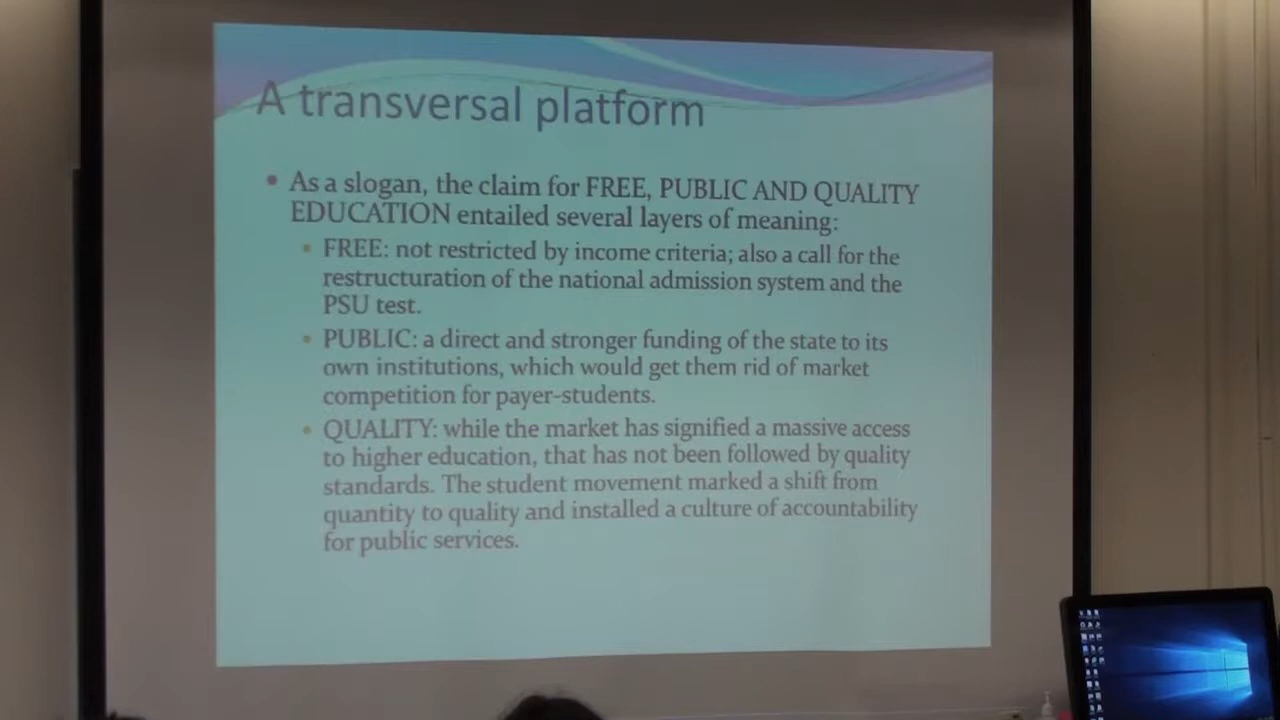 A transversal platform
• As a slogan, the claim for FREE, PUBLIC AND QUALITY
EDUCATION entailed several layers of meaning:
• FREE: not restricted by income criteria; also a call for the
restructuration of the national admission system and the
PSU test.
• PUBLIC: a direct and stronger funding of the state to its
own institutions, which would get them rid of market
competition for payer-students.
• QUALITY: while the market has signified a massive access
to higher education, that has not been followed by quality
standards. The student movement marked a shift from
quantity to quality and installed a culture of accountability
for public services.